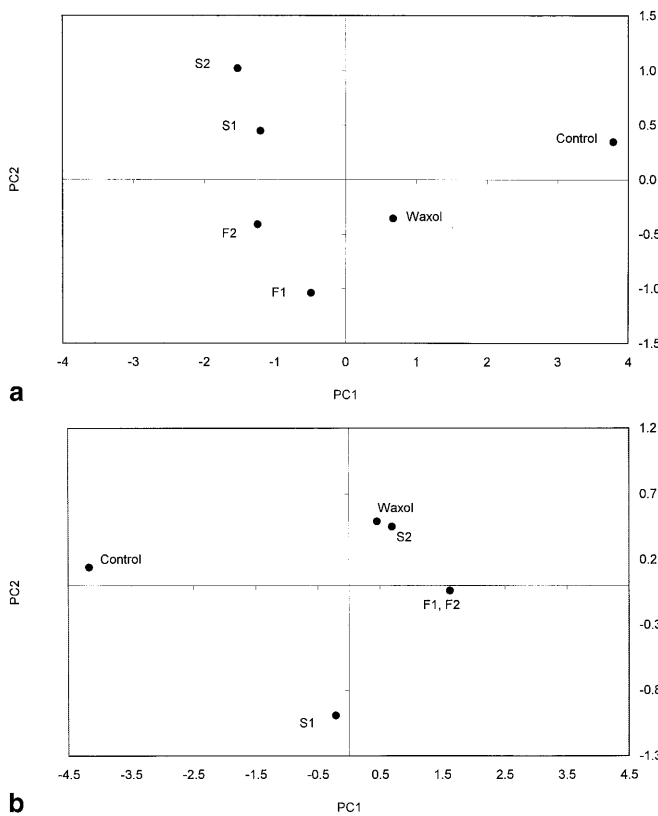 1.5
S2
1.0
S1
0.5
Control
PC2
0.0
Waxol
F2
-0.5
F1
-1.0
-1.5
-4 -3 -2 -1 0 1 2 3 4
a
PC1
1.2
0.7
Waxol
S2
Control
0.2
PC2
F1, F2
-0.3
-0.8
S1
-1.3
-4.5 -3.5 -2.5 -1.5 -0.5 0.5 1.5 2.5 3.5 4.5
b
PC1